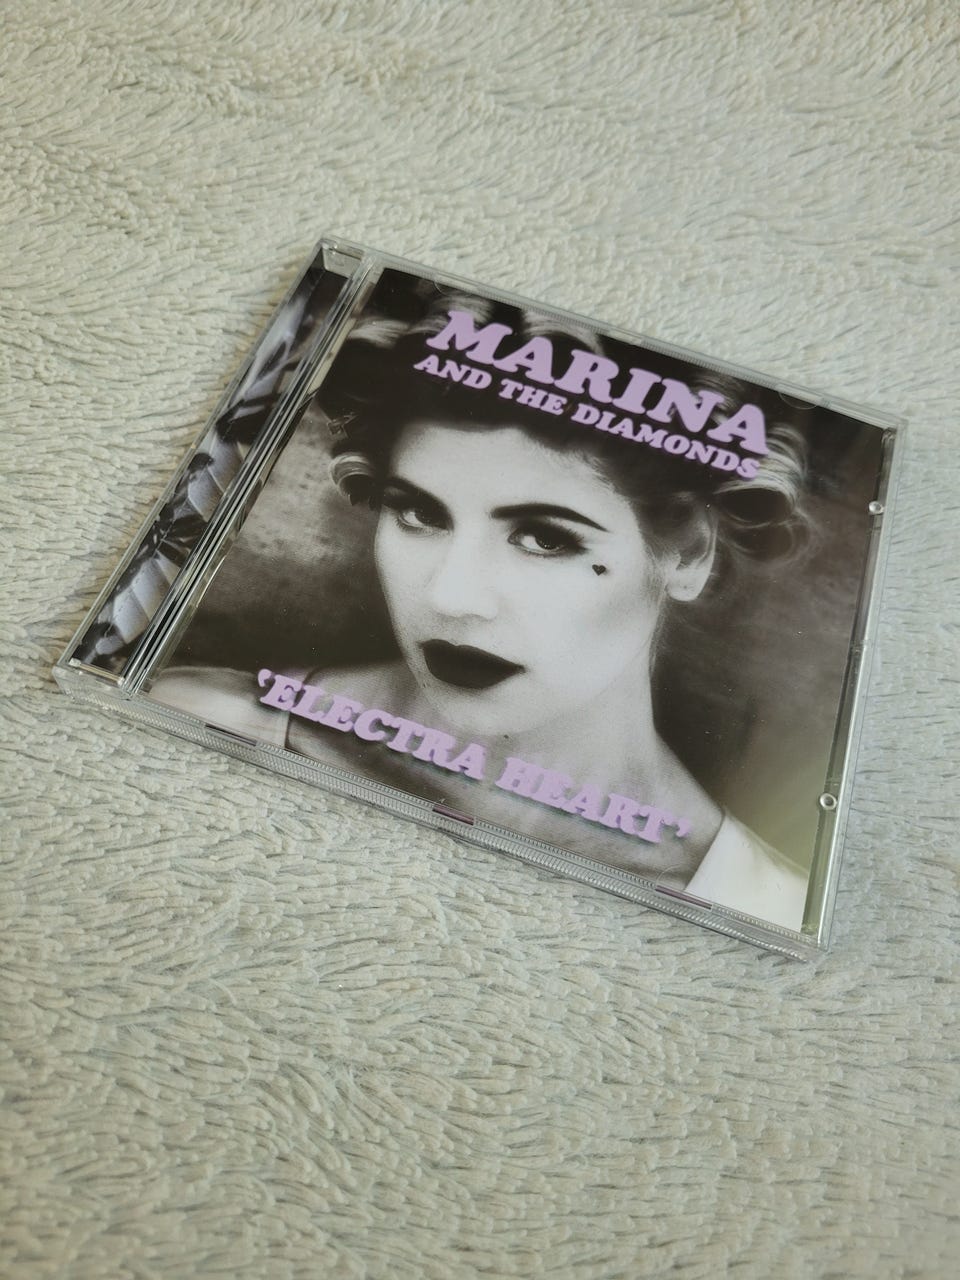 MARINA
AND THE DIAMONDS
'ELECTRA HEART'